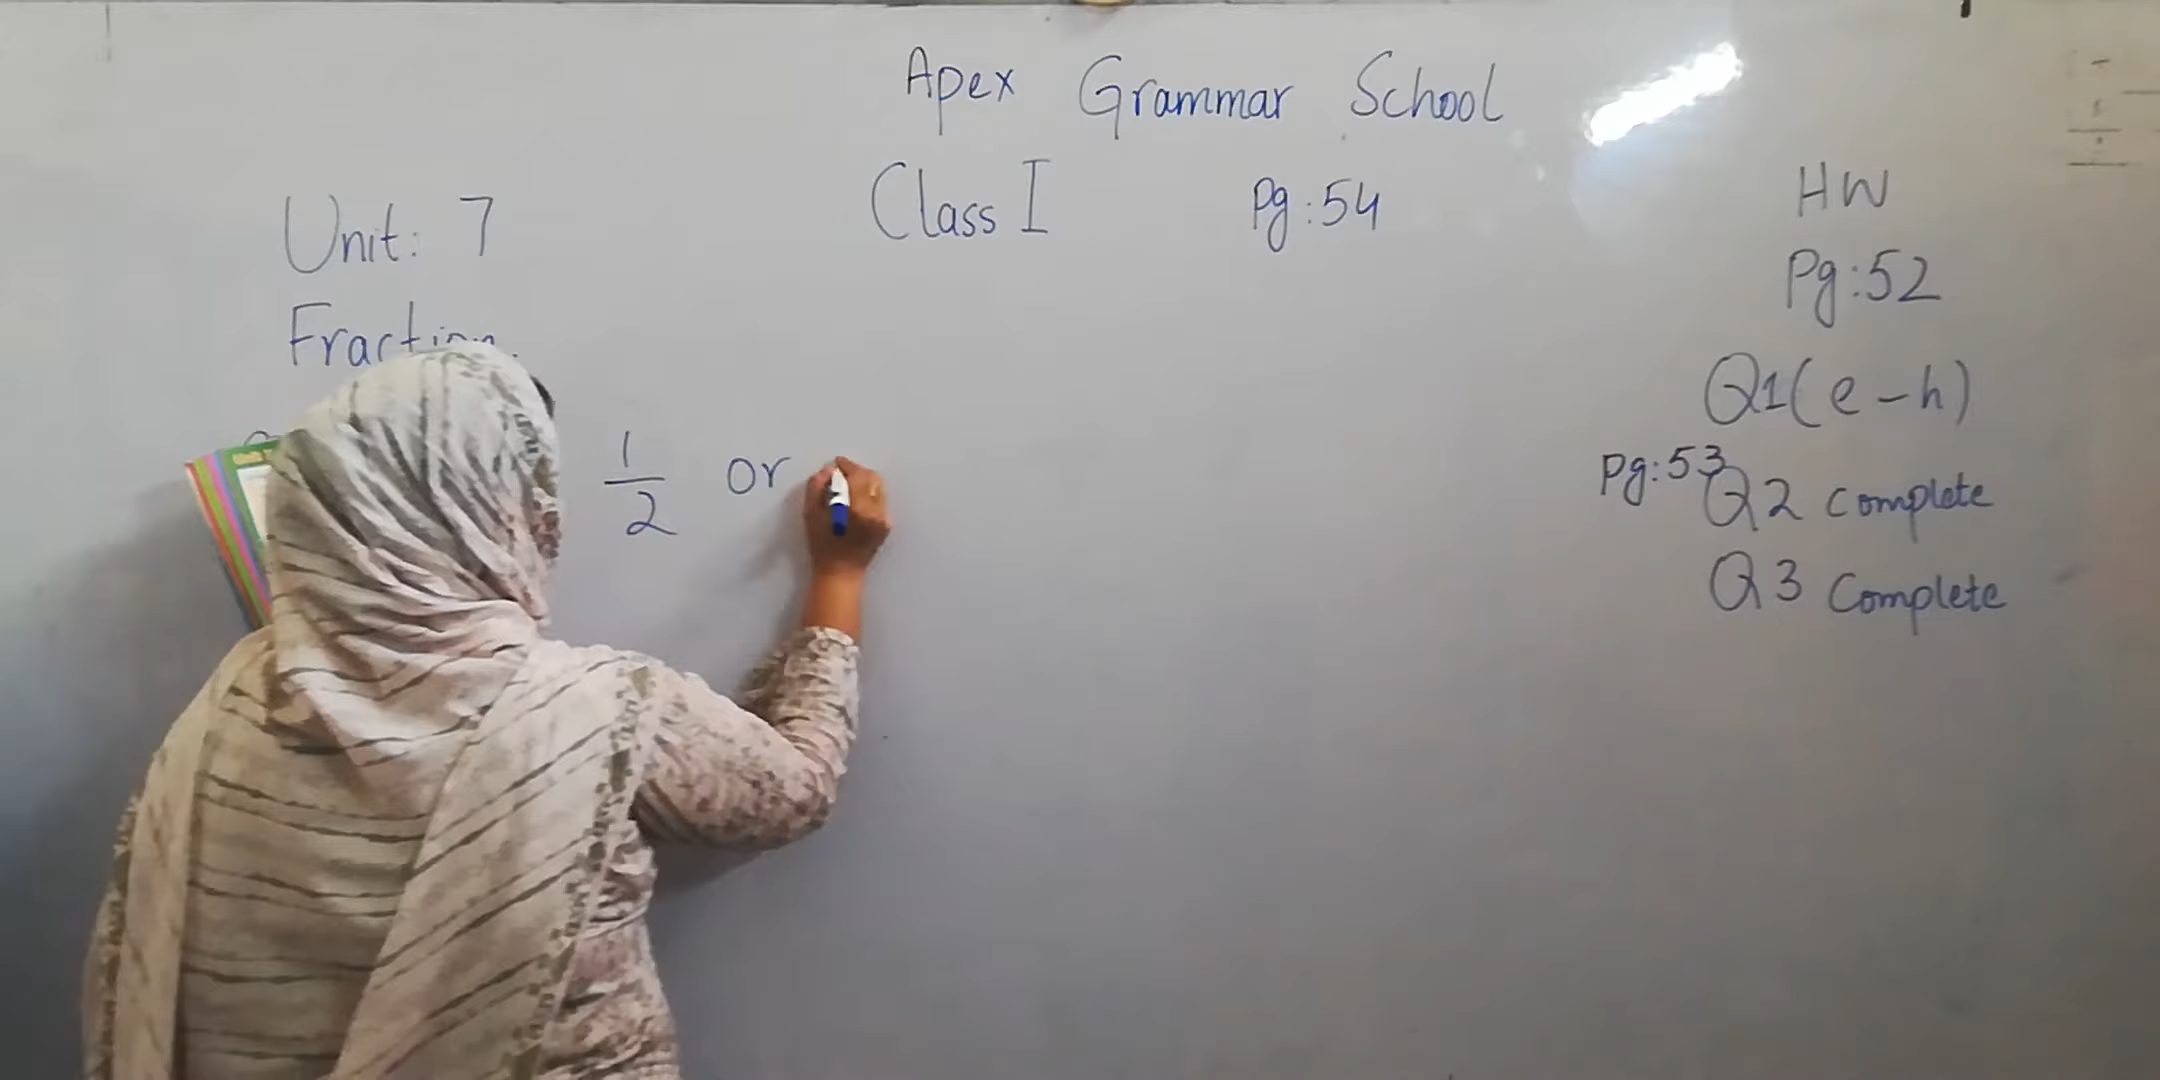 Apex Grammar School
Class I Pg:54
Unit: 7
Fraction
1/2 or
HW
Pg:52
Q1(e-h)
Pg:53 Q2 complete
Q3 Complete